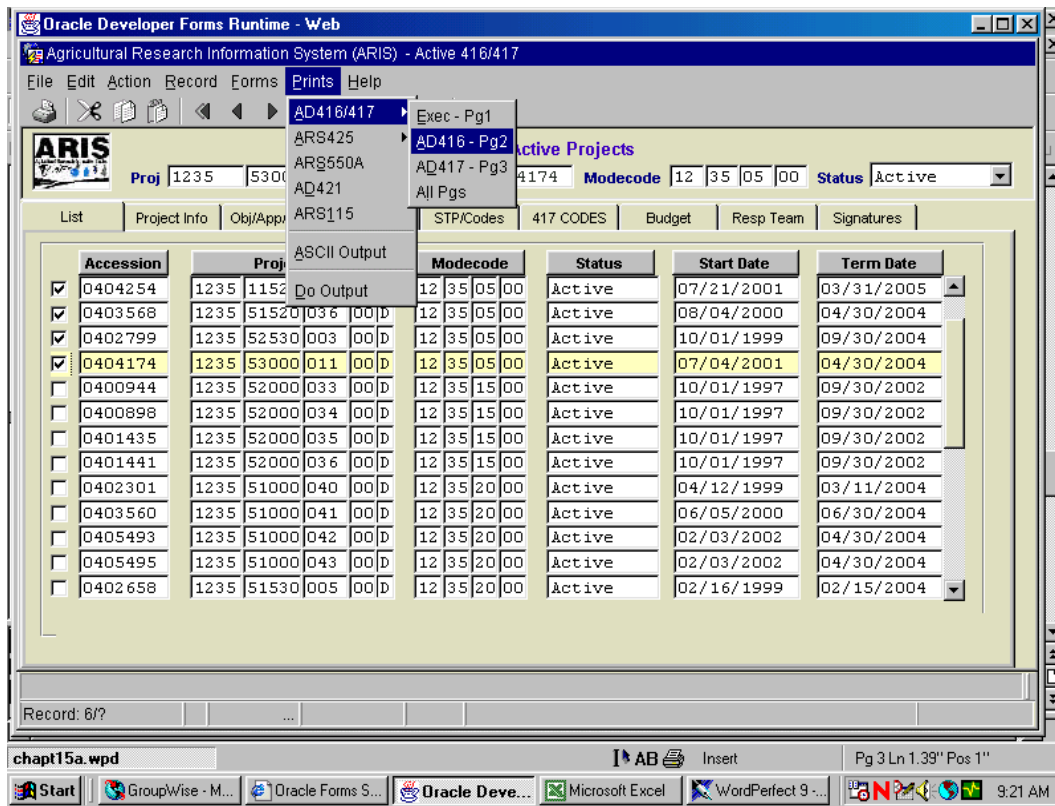 Oracle Developer Forms Runtime - Web
Agricultural Research Information System (ARIS) - Active 416/417
File Edit Action Record Forms Prints Help
AD416/417
ARS425
ARS550A
AD421
ARS115
ASCII Output
Do Output
Exec - Pg1
AD416 - Pg2
AD417 - Pg3
All Pgs
ARIS
Active Projects
Proj 1235 4174 Modecode 12 35 05 00 Status Active
List Project Info Obj/App/ STP/Codes 417 CODES Budget Resp Team Signatures
Accession Modecode Status Start Date Term Date
0404254 1235 12 35 05 00 Active 07/21/2001 03/31/2005
0403568 1235 51520 036 00 D 12 35 05 00 Active 08/04/2000 04/30/2004
0402799 1235 52530 003 00 D 12 35 05 00 Active 10/01/1999 09/30/2004
0404174 1235 53000 011 00 D 12 35 05 00 Active 07/04/2001 04/30/2004
0400944 1235 52000 033 00 D 12 35 15 00 Active 10/01/1997 09/30/2002
0400898 1235 52000 034 00 D 12 35 15 00 Active 10/01/1997 09/30/2002
0401435 1235 52000 035 00 D 12 35 15 00 Active 10/01/1997 09/30/2002
0401441 1235 52000 036 00 D 12 35 15 00 Active 10/01/1997 09/30/2002
0402301 1235 51000 040 00 D 12 35 20 00 Active 04/12/1999 03/11/2004
0403560 1235 51000 041 00 D 12 35 20 00 Active 06/05/2000 06/30/2004
0405493 1235 51000 042 00 D 12 35 20 00 Active 02/03/2002 04/30/2004
0405495 1235 51000 043 00 D 12 35 20 00 Active 02/03/2002 04/30/2004
0402658 1235 51530 005 00 D 12 35 20 00 Active 02/16/1999 02/15/2004
Record: 6/? ...
chapt15a.wpd AB Insert Pg 3 Ln 1.39" Pos 1"
Start GroupWise - M... Oracle Forms S... Oracle Deve... Microsoft Excel WordPerfect 9 -... N 9:21 AM